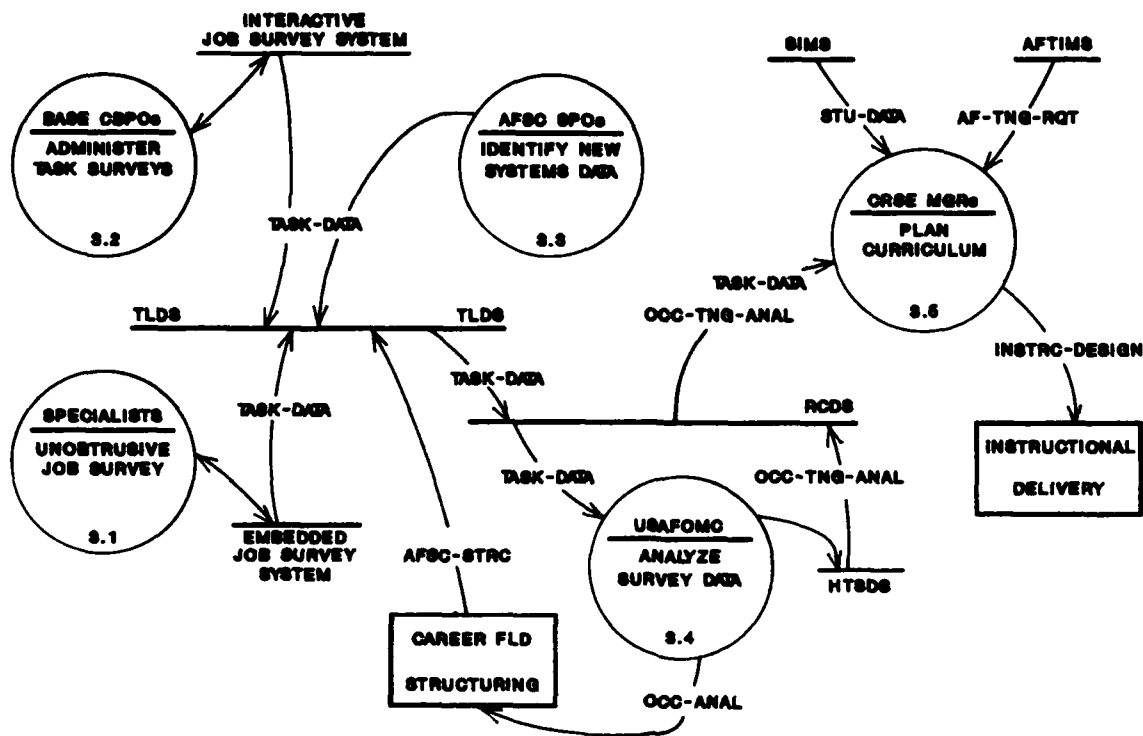 INTERACTIVE
JOB SURVEY SYSTEM
SIMS
AFTIMS
BASE CBPOs
ADMINISTER
TASK SURVEYS
3.2
AFSC SPOs
IDENTIFY NEW
SYSTEMS DATA
3.3
STU-DATA
AF-TNG-RQT
CRSE MGRs
PLAN
CURRICULUM
3.5
TASK-DATA
TASK-DATA
OCC-TNG-ANAL
TLDS
TLDS
INSTRC-DESIGN
TASK-DATA
TASK-DATA
RCDS
SPECIALISTS
UNOBTRUSIVE
JOB SURVEY
3.1
INSTRUCTIONAL
DELIVERY
TASK-DATA
OCC-TNG-ANAL
EMBEDDED
JOB SURVEY
SYSTEM
AFSC-STRC
USAFOMC
ANALYZE
SURVEY DATA
3.4
HTSDS
CAREER FLD
STRUCTURING
OCC-ANAL